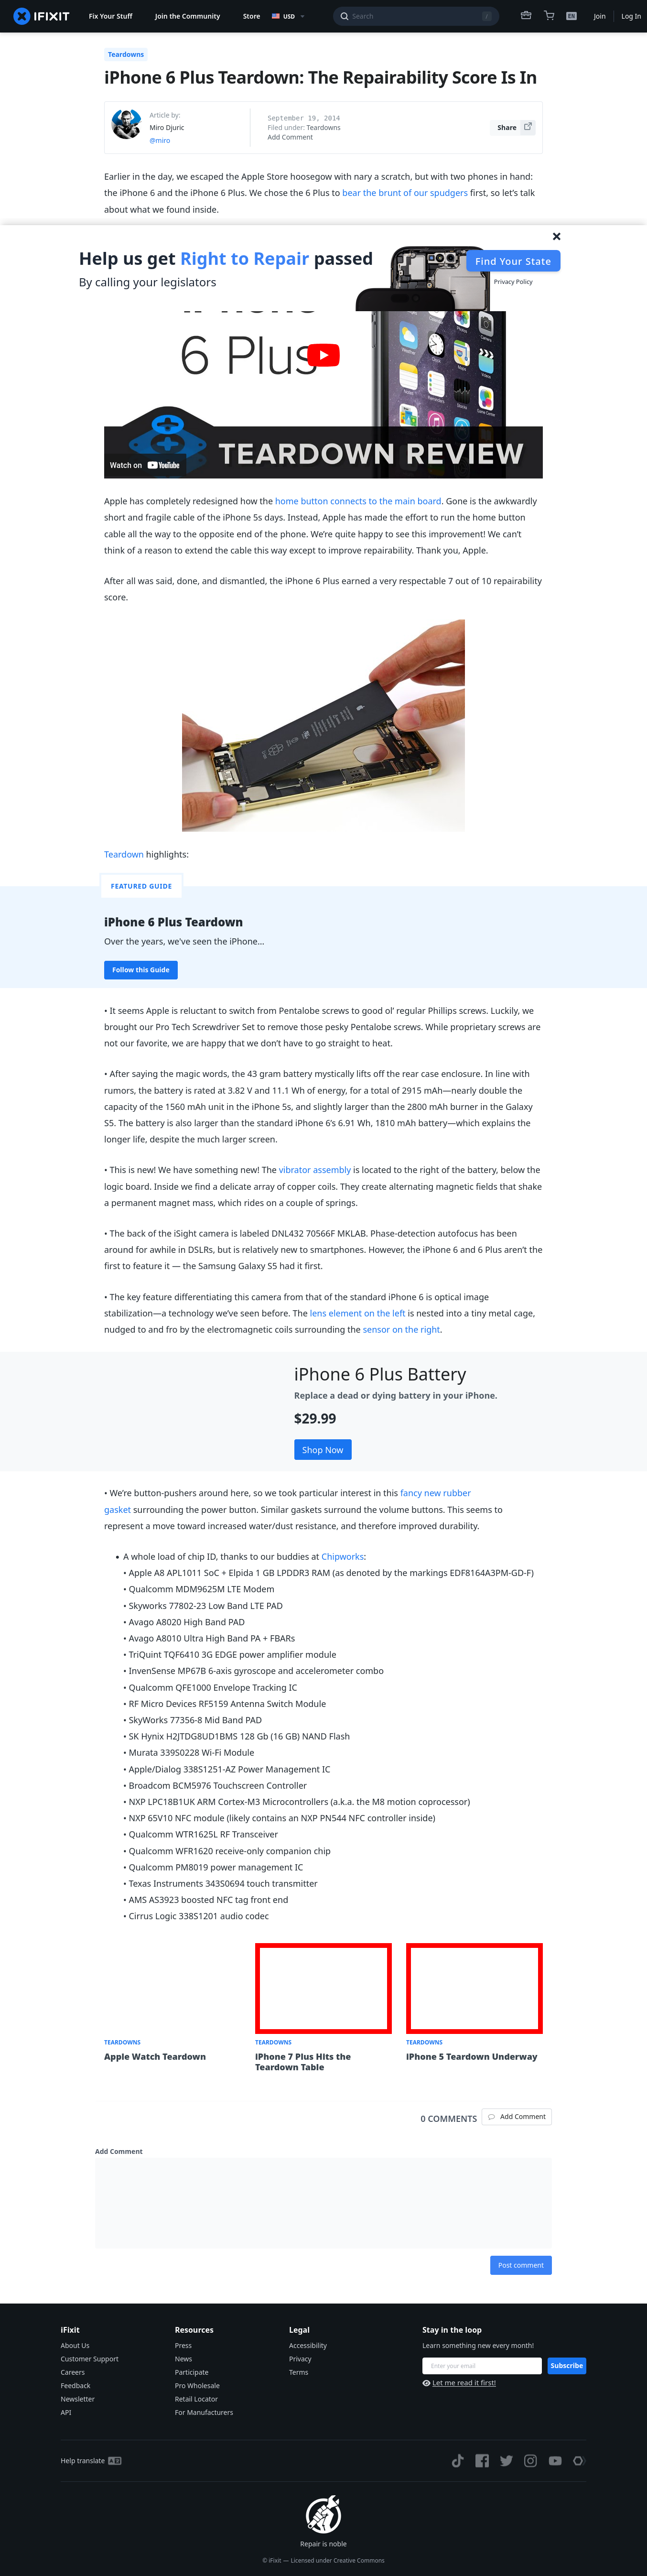 IFIXIT
Fix Your Stuff
Join the Community
Store
USD
Search
/
EN
Join
Log In
Teardowns
iPhone 6 Plus Teardown: The Repairability Score Is In
Article by:
Miro Djuric
@miro
September 19, 2014
Filed under: Teardowns
Add Comment
Share
Earlier in the day, we escaped the Apple Store hoosegow with nary a scratch, but with two phones in hand:
the iPhone 6 and the iPhone 6 Plus. We chose the 6 Plus to bear the brunt of our spudgers first, so let's talk
about what we found inside.
Help us get Right to Repair passed
By calling your legislators
Find Your State
Privacy Policy
6 Plus
TEARDOWN REVIEW
Watch on YouTube
Apple has completely redesigned how the home button connects to the main board. Gone is the awkwardly
short and fragile cable of the iPhone 5s days. Instead, Apple has made the effort to run the home button
cable all the way to the opposite end of the phone. We're quite happy to see this improvement! We can't
think of a reason to extend the cable this way except to improve repairability. Thank you, Apple.
After all was said, done, and dismantled, the iPhone 6 Plus earned a very respectable 7 out of 10 repairability
score.
Teardown highlights:
FEATURED GUIDE
iPhone 6 Plus Teardown
Over the years, we've seen the iPhone…
Follow this Guide
• It seems Apple is reluctant to switch from Pentalobe screws to good ol' regular Phillips screws. Luckily, we
brought our Pro Tech Screwdriver Set to remove those pesky Pentalobe screws. While proprietary screws are
not our favorite, we are happy that we don't have to go straight to heat.
• After saying the magic words, the 43 gram battery mystically lifts off the rear case enclosure. In line with
rumors, the battery is rated at 3.82 V and 11.1 Wh of energy, for a total of 2915 mAh—nearly double the
capacity of the 1560 mAh unit in the iPhone 5s, and slightly larger than the 2800 mAh burner in the Galaxy
S5. The battery is also larger than the standard iPhone 6's 6.91 Wh, 1810 mAh battery—which explains the
longer life, despite the much larger screen.
• This is new! We have something new! The vibrator assembly is located to the right of the battery, below the
logic board. Inside we find a delicate array of copper coils. They create alternating magnetic fields that shake
a permanent magnet mass, which rides on a couple of springs.
• The back of the iSight camera is labeled DNL432 70566F MKLAB. Phase-detection autofocus has been
around for awhile in DSLRs, but is relatively new to smartphones. However, the iPhone 6 and 6 Plus aren't the
first to feature it — the Samsung Galaxy S5 had it first.
• The key feature differentiating this camera from that of the standard iPhone 6 is optical image
stabilization—a technology we've seen before. The lens element on the left is nested into a tiny metal cage,
nudged to and fro by the electromagnetic coils surrounding the sensor on the right.
iPhone 6 Plus Battery
Replace a dead or dying battery in your iPhone.
$29.99
Shop Now
• We're button-pushers around here, so we took particular interest in this fancy new rubber
gasket surrounding the power button. Similar gaskets surround the volume buttons. This seems to
represent a move toward increased water/dust resistance, and therefore improved durability.
• A whole load of chip ID, thanks to our buddies at Chipworks:
• Apple A8 APL1011 SoC + Elpida 1 GB LPDDR3 RAM (as denoted by the markings EDF8164A3PM-GD-F)
• Qualcomm MDM9625M LTE Modem
• Skyworks 77802-23 Low Band LTE PAD
• Avago A8020 High Band PAD
• Avago A8010 Ultra High Band PA + FBARs
• TriQuint TQF6410 3G EDGE power amplifier module
• InvenSense MP67B 6-axis gyroscope and accelerometer combo
• Qualcomm QFE1000 Envelope Tracking IC
• RF Micro Devices RF5159 Antenna Switch Module
• SkyWorks 77356-8 Mid Band PAD
• SK Hynix H2JTDG8UD1BMS 128 Gb (16 GB) NAND Flash
• Murata 339S0228 Wi-Fi Module
• Apple/Dialog 338S1251-AZ Power Management IC
• Broadcom BCM5976 Touchscreen Controller
• NXP LPC18B1UK ARM Cortex-M3 Microcontrollers (a.k.a. the M8 motion coprocessor)
• NXP 65V10 NFC module (likely contains an NXP PN544 NFC controller inside)
• Qualcomm WTR1625L RF Transceiver
• Qualcomm WFR1620 receive-only companion chip
• Qualcomm PM8019 power management IC
• Texas Instruments 343S0694 touch transmitter
• AMS AS3923 boosted NFC tag front end
• Cirrus Logic 338S1201 audio codec
TEARDOWNS
Apple Watch Teardown
TEARDOWNS
iPhone 7 Plus Hits the
Teardown Table
TEARDOWNS
iPhone 5 Teardown Underway
0 COMMENTS
Add Comment
Add Comment
Post comment
iFixit
About Us
Customer Support
Careers
Feedback
Newsletter
API
Resources
Press
News
Participate
Pro Wholesale
Retail Locator
For Manufacturers
Legal
Accessibility
Privacy
Terms
Stay in the loop
Learn something new every month!
Enter your email
Subscribe
Let me read it first!
Help translate
Repair is noble
© iFixit — Licensed under Creative Commons